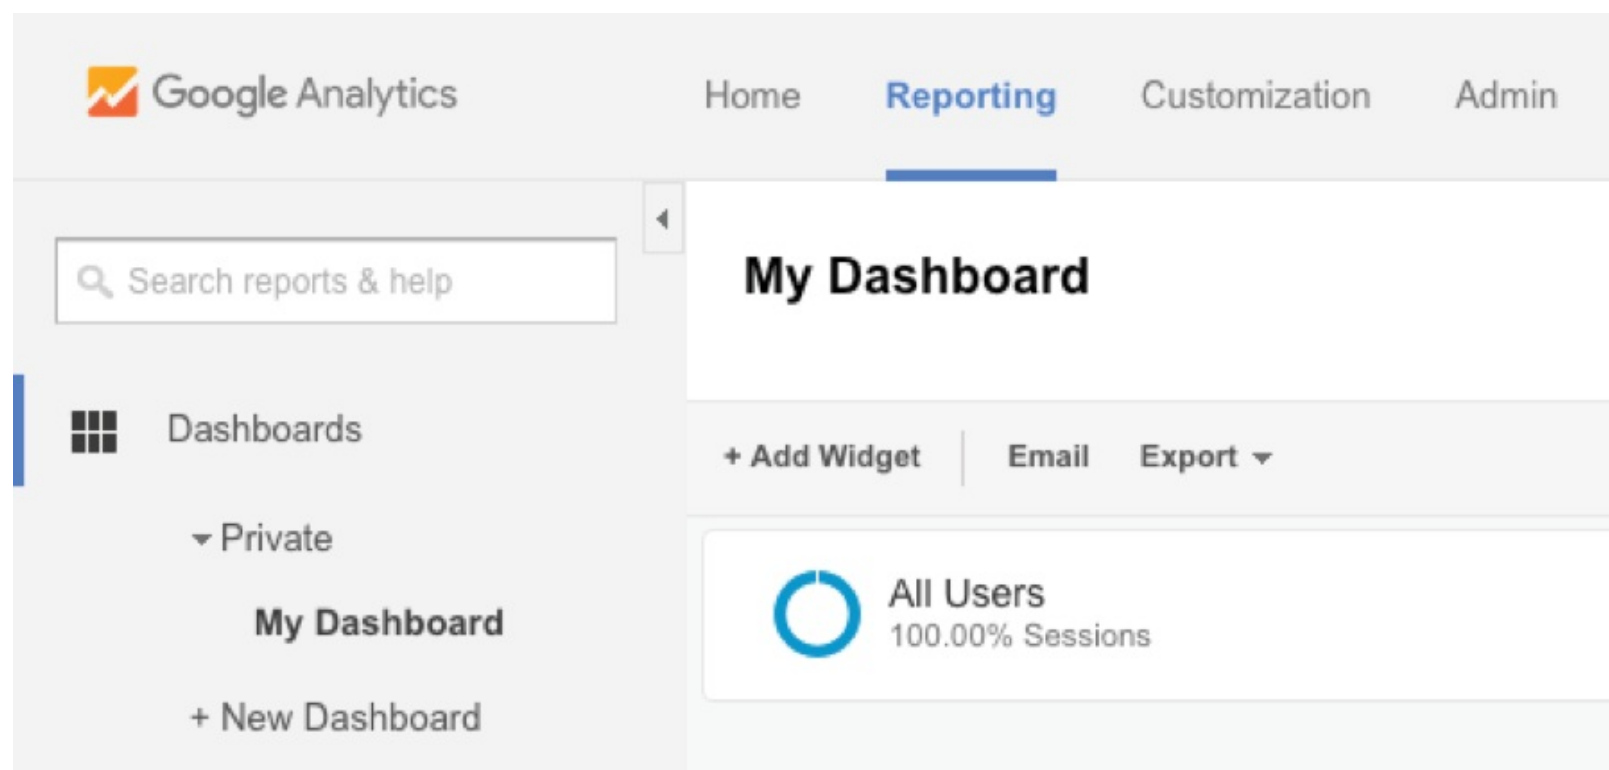 Google Analytics
Home Reporting Customization Admin
Search reports & help
Dashboards
Private
My Dashboard
+ New Dashboard
My Dashboard
+ Add Widget Email Export
All Users
100.00% Sessions